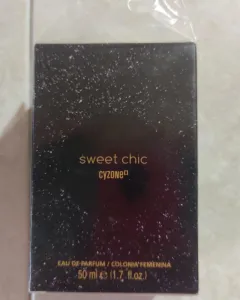 sweet chic
cyzone
EAU DE PARFUM / COLONIA FEMENINA
50 ml e (1.7 fl. oz.)